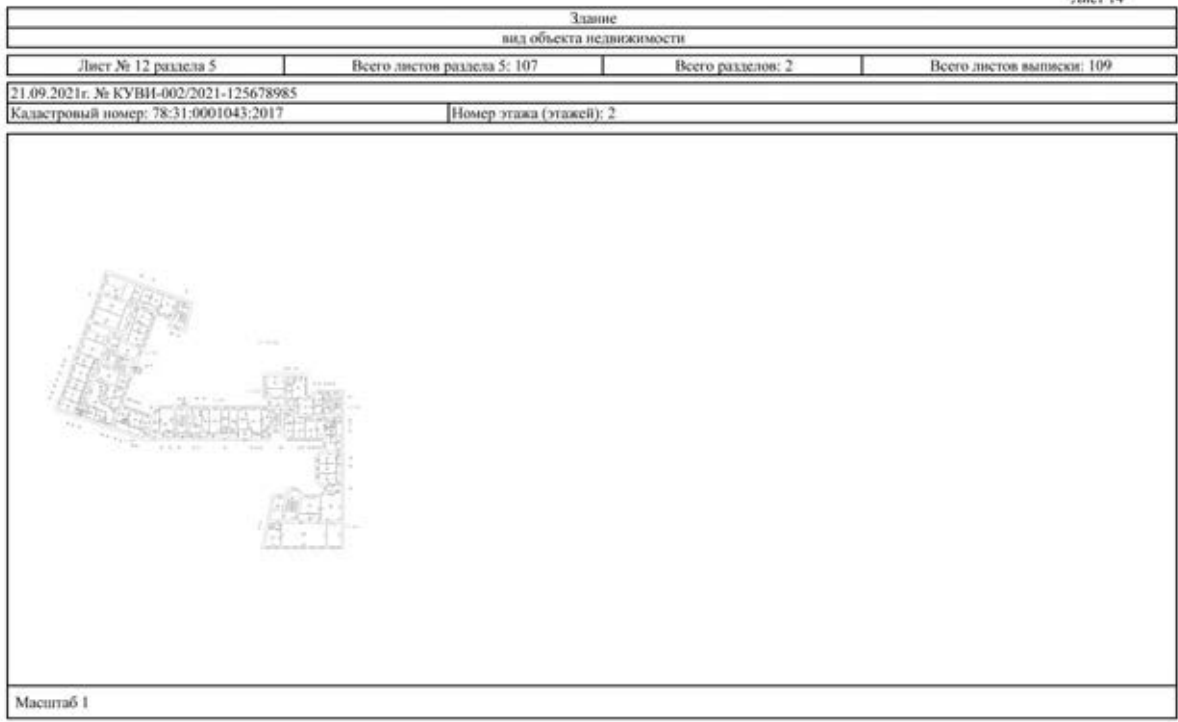 Лист 14
Здание
вид объекта недвижимости
Лист № 12 раздела 5 Всего листов раздела 5: 107 Всего разделов: 2 Всего листов выписки: 109
21.09.2021г. № КУВИ-002/2021-125678985
Кадастровый номер: 78:31:0001043:2017 Номер этажа (этажей): 2
Масштаб 1